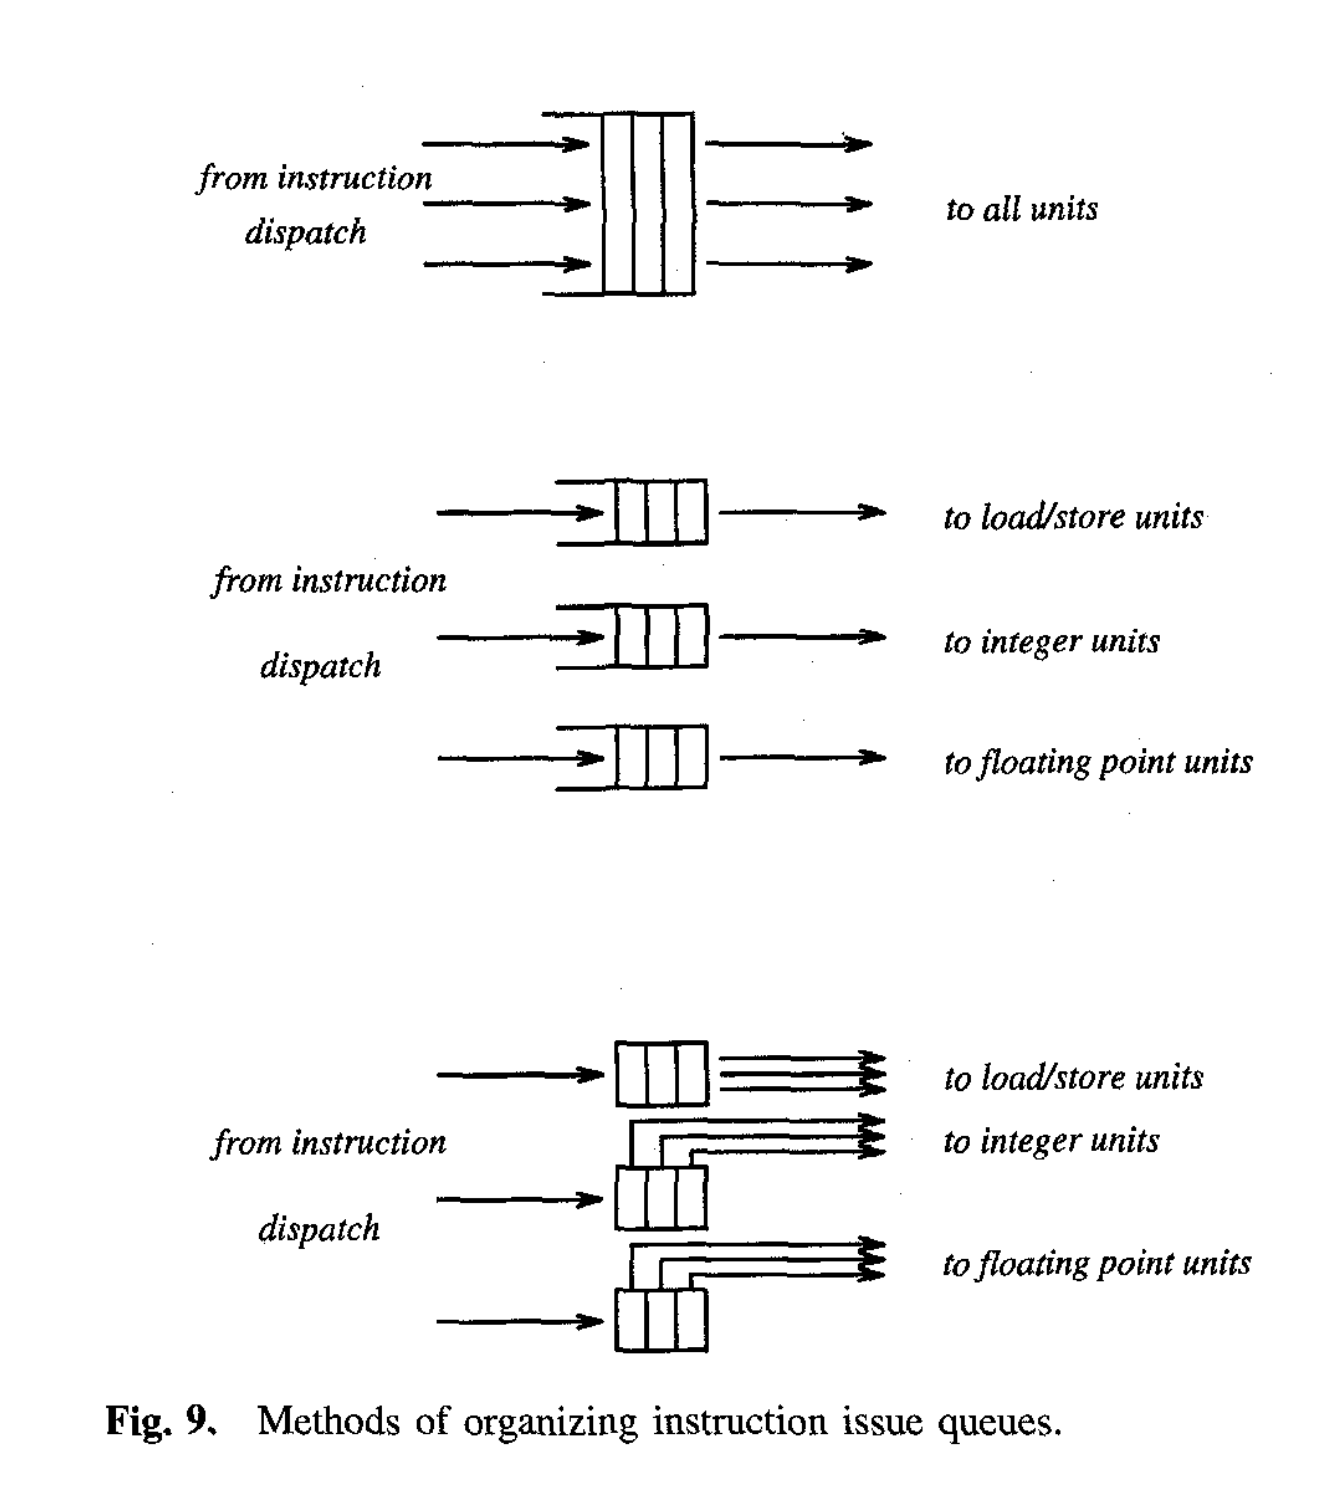 from instruction
dispatch
to all units
to load/store units
from instruction
to integer units
dispatch
to floating point units
to load/store units
from instruction
to integer units
dispatch
to floating point units
Fig. 9. Methods of organizing instruction issue queues.